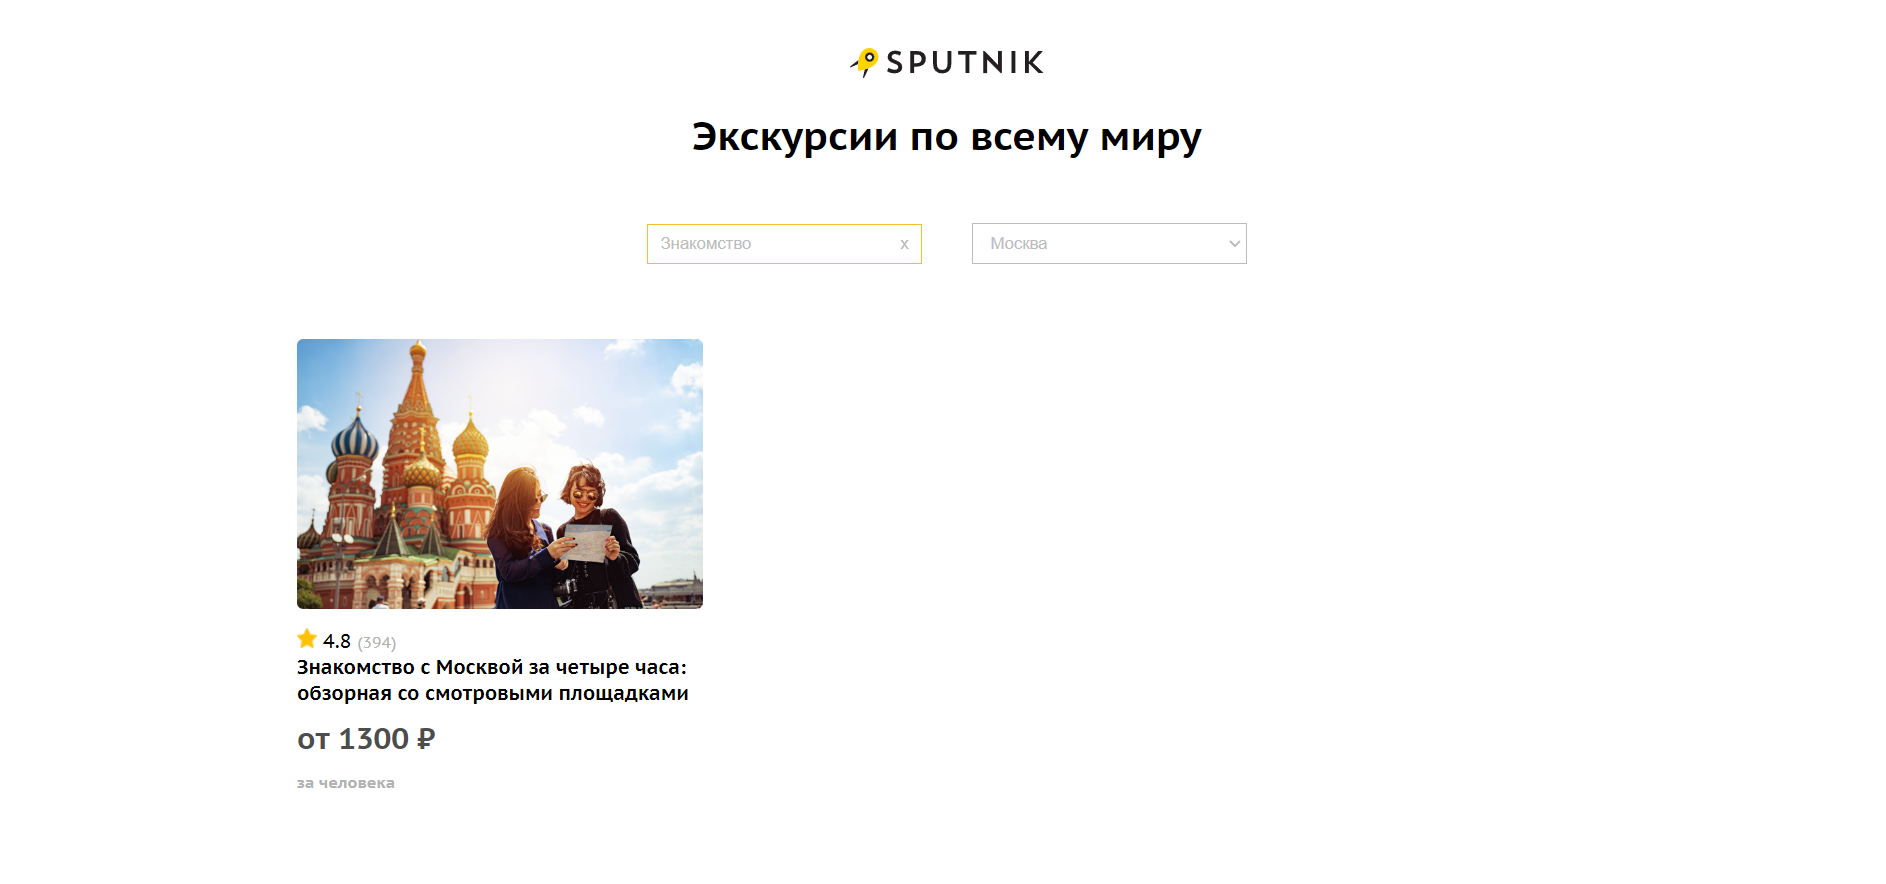 SPUTNIK
Экскурсии по всему миру
Знакомство x
Москва
4.8 (394)
Знакомство с Москвой за четыре часа:
обзорная со смотровыми площадками
от 1300 ₽
за человека